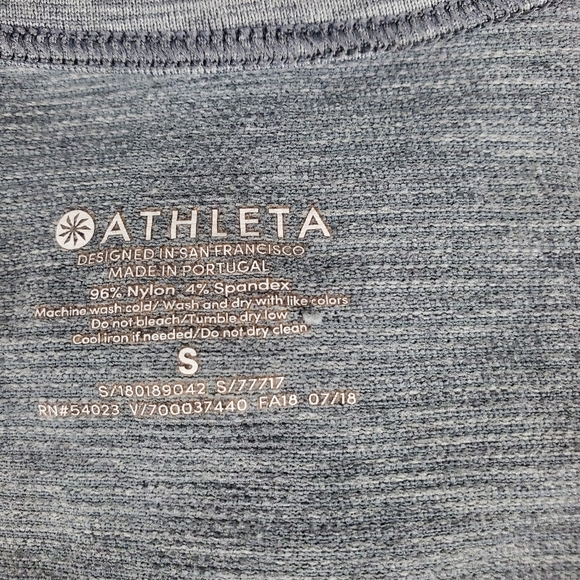 ATHLETA
DESIGNED IN SAN FRANCISCO
MADE IN PORTUGAL
96% Nylon 4% Spandex
Machine wash cold/Wash and dry with like colors
Do not bleach/Tumble dry low
Cool iron if needed/Do not dry clean
S
S/180189042 S/77717
RN#54023 V/700037440 FA18 07/18